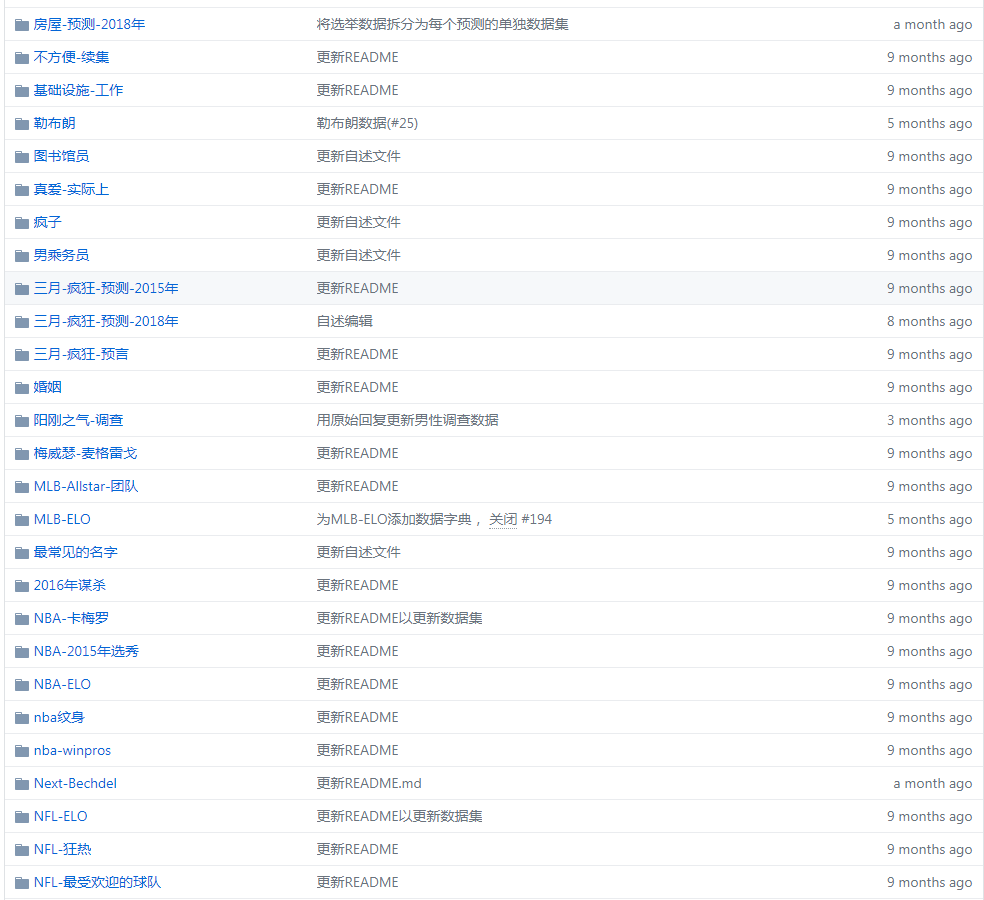 房屋-预测-2018年 将选举数据拆分为每个预测的单独数据集 a month ago
不方便-续集 更新README 9 months ago
基础设施-工作 更新README 9 months ago
勒布朗 勒布朗数据(#25) 5 months ago
图书馆员 更新自述文件 9 months ago
真爱-实际上 更新README 9 months ago
疯子 更新自述文件 9 months ago
男乘务员 更新自述文件 9 months ago
三月-疯狂-预测-2015年 更新README 9 months ago
三月-疯狂-预测-2018年 自述编辑 8 months ago
三月-疯狂-预言 更新README 9 months ago
婚姻 更新README 9 months ago
阳刚之气-调查 用原始回复更新男性调查数据 3 months ago
梅威瑟-麦格雷戈 更新README 9 months ago
MLB-Allstar-团队 更新README 9 months ago
MLB-ELO 为MLB-ELO添加数据字典，关闭 #194 5 months ago
最常见的名字 更新自述文件 9 months ago
2016年谋杀 更新README 9 months ago
NBA-卡梅罗 更新README以更新数据集 9 months ago
NBA-2015年选秀 更新README 9 months ago
NBA-ELO 更新README 9 months ago
nba纹身 更新README 9 months ago
nba-winpros 更新README 9 months ago
Next-Bechdel 更新README.md a month ago
NFL-ELO 更新README以更新数据集 9 months ago
NFL-狂热 更新README 9 months ago
NFL-最受欢迎的球队 更新README 9 months ago